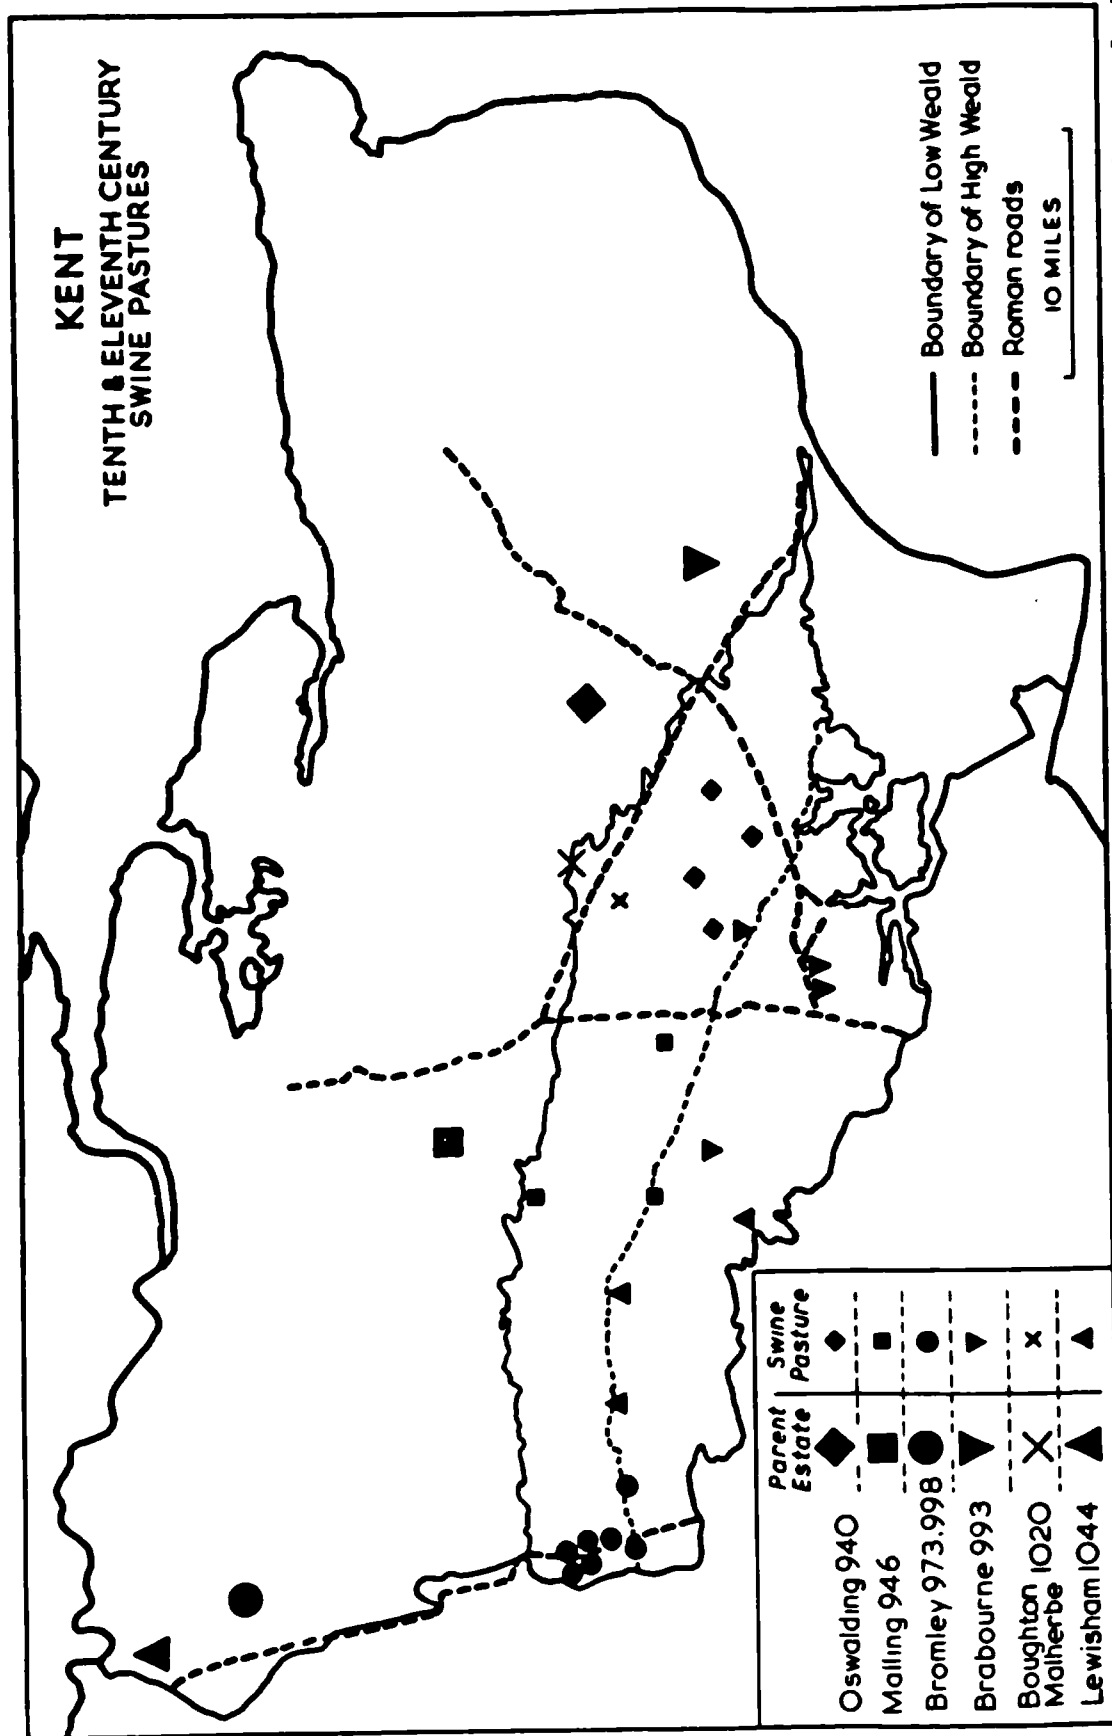 KENT
TENTH & ELEVENTH CENTURY
SWINE PASTURES
Boundary of Low Weald
Boundary of High Weald
Roman roads
10 MILES
Parent Estate
Swine Pasture
Oswalding 940
Malling 946
Bromley 973.998
Brabourne 993
Boughton
Malherbe 1020
Lewisham 1044